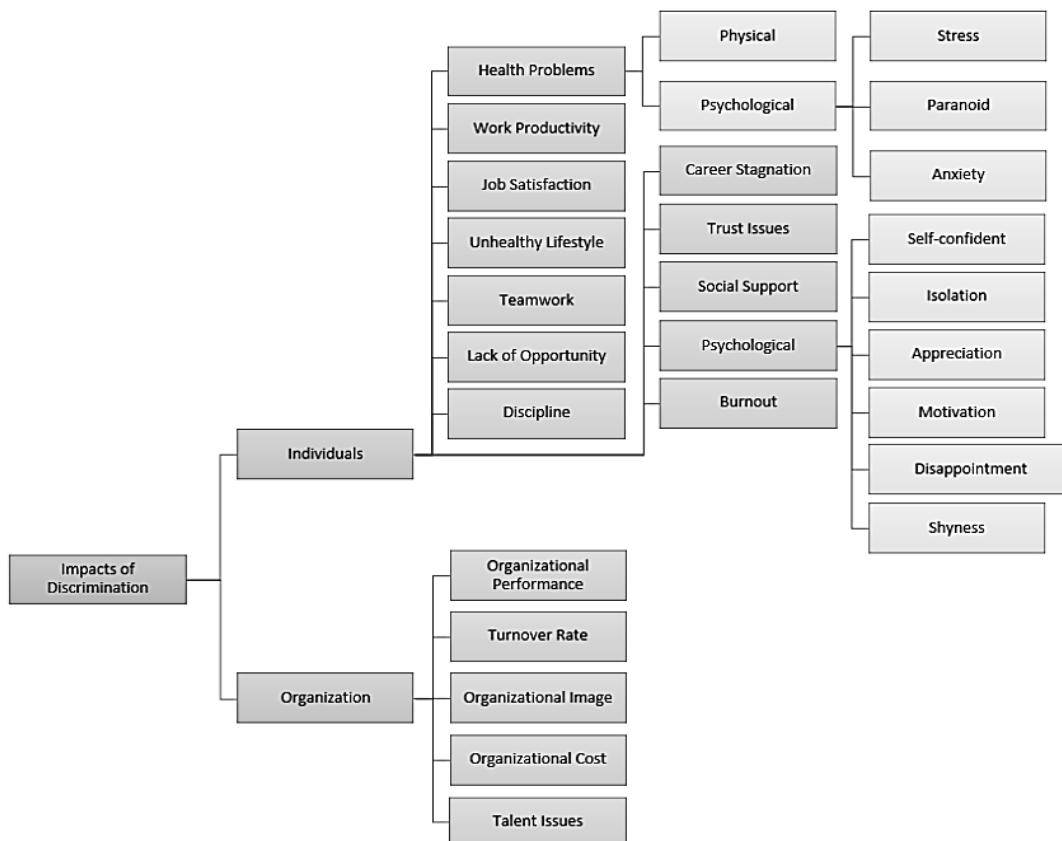 Impacts of
Discrimination
Individuals
Health Problems
Physical
Psychological
Stress
Paranoid
Anxiety
Work Productivity
Job Satisfaction
Unhealthy Lifestyle
Teamwork
Lack of Opportunity
Discipline
Career Stagnation
Trust Issues
Social Support
Psychological
Self-confident
Isolation
Appreciation
Motivation
Disappointment
Shyness
Burnout
Organization
Organizational
Performance
Turnover Rate
Organizational Image
Organizational Cost
Talent Issues